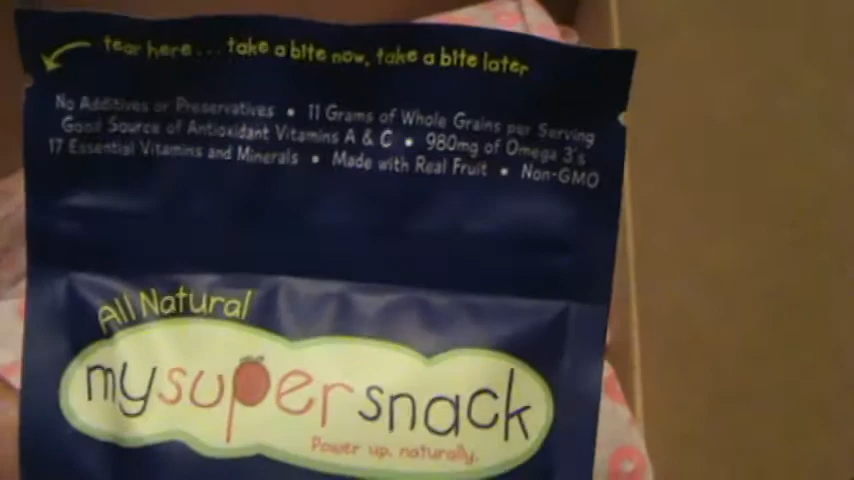 tear here... take a bite now, take a bite later
No Additives or Preservatives • 11 Grams of Whole Grains per Serving
Good Source of Antioxidant Vitamins A & C • 980mg of Omega 3's
17 Essential Vitamins and Minerals • Made with Real Fruit • Non-GMO
All Natural
mysupersnack
Power up. naturally.